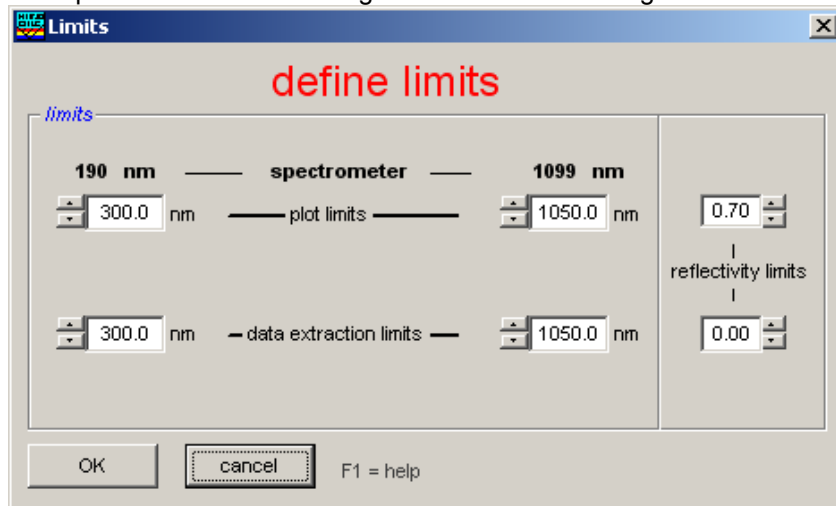 Limits
define limits
limits
190 nm spectrometer 1099 nm
300.0 nm plot limits 1050.0 nm 0.70
reflectivity limits
300.0 nm data extraction limits 1050.0 nm 0.00
OK cancel F1 = help